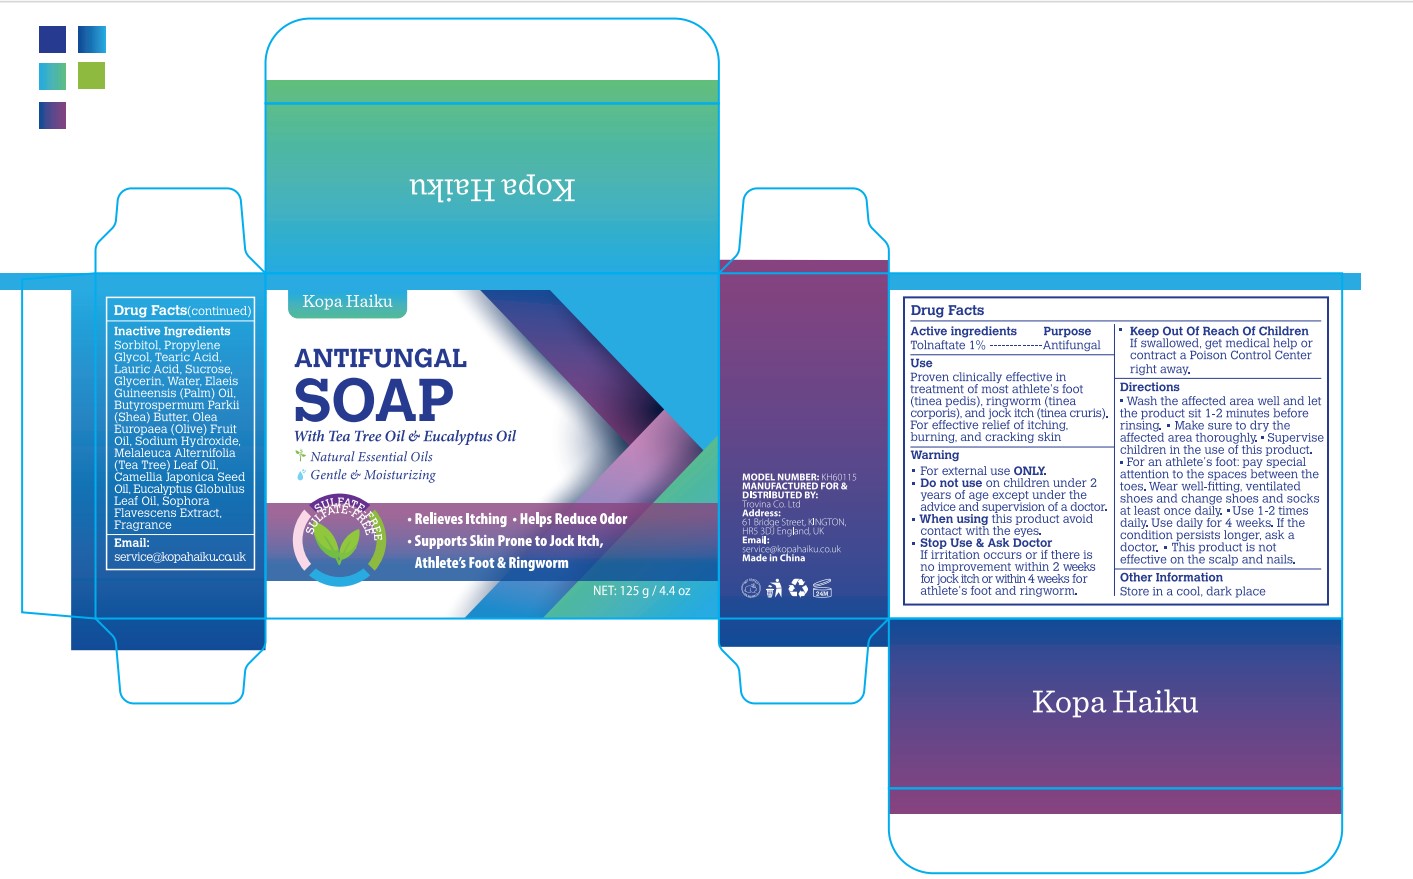 Kopa Haiku
Drug Facts(continued)
Inactive Ingredients
Sorbitol, Propylene
Glycol, Tearic Acid,
Lauric Acid, Sucrose,
Glycerin, Water, Elaeis
Guineensis (Palm) Oil,
Butyrospermum Parkii
(Shea) Butter, Olea
Europaea (Olive) Fruit
Oil, Sodium Hydroxide,
Melaleuca Alternifolia
(Tea Tree) Leaf Oil,
Camellia Japonica Seed
Oil, Eucalyptus Globulus
Leaf Oil, Sophora
Flavescens Extract,
Fragrance
Email:
service@kopahaiku.co.uk
Kopa Haiku
ANTIFUNGAL
SOAP
With Tea Tree Oil & Eucalyptus Oil
Natural Essential Oils
Gentle & Moisturizing
SULFATE-FREE
SULFATE-FREE
• Relieves Itching • Helps Reduce Odor
• Supports Skin Prone to Jock Itch,
Athlete's Foot & Ringworm
NET: 125 g / 4.4 oz
MODEL NUMBER: KH60115
MANUFACTURED FOR &
DISTRIBUTED BY:
Trovina Co. Ltd
Address:
61 Bridge Street, KINGTON,
HR5 3DJ England, UK
Email:
service@kopahaiku.co.uk
Made in China
24M
Drug Facts
Active ingredients Purpose
Tolnaftate 1% -------------Antifungal
Use
Proven clinically effective in
treatment of most athlete's foot
(tinea pedis), ringworm (tinea
corporis), and jock itch (tinea cruris).
For effective relief of itching,
burning, and cracking skin
Warning
▪ For external use ONLY.
▪ Do not use on children under 2
years of age except under the
advice and supervision of a doctor.
▪ When using this product avoid
contact with the eyes.
▪ Stop Use & Ask Doctor
If irritation occurs or if there is
no improvement within 2 weeks
for jock itch or within 4 weeks for
athlete's foot and ringworm.
▪ Keep Out Of Reach Of Children
If swallowed, get medical help or
contract a Poison Control Center
right away.
Directions
▪ Wash the affected area well and let
the product sit 1-2 minutes before
rinsing. ▪ Make sure to dry the
affected area thoroughly. ▪ Supervise
children in the use of this product.
▪ For an athlete's foot: pay special
attention to the spaces between the
toes. Wear well-fitting, ventilated
shoes and change shoes and socks
at least once daily. ▪ Use 1-2 times
daily. Use daily for 4 weeks. If the
condition persists longer, ask a
doctor. ▪ This product is not
effective on the scalp and nails.
Other Information
Store in a cool, dark place
Kopa Haiku